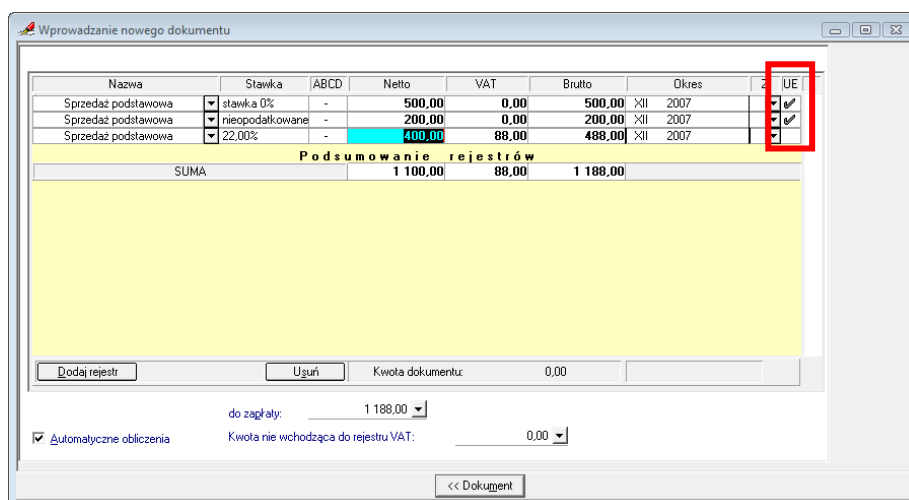 Wprowadzanie nowego dokumentu
Nazwa Stawka ABCD Netto VAT Brutto Okres Z UE
Sprzedaż podstawowa stawka 0% - 500,00 0,00 500,00 XII 2007
Sprzedaż podstawowa nieopodatkowane - 200,00 0,00 200,00 XII 2007
Sprzedaż podstawowa 22,00% - 400,00 88,00 488,00 XII 2007
Podsumowanie rejestrów
SUMA 1 100,00 88,00 1 188,00
Dodaj rejestr Usuń Kwota dokumentu: 0,00
do zapłaty: 1 188,00
Automatyczne obliczenia Kwota nie wchodząca do rejestru VAT: 0,00
<< Dokument